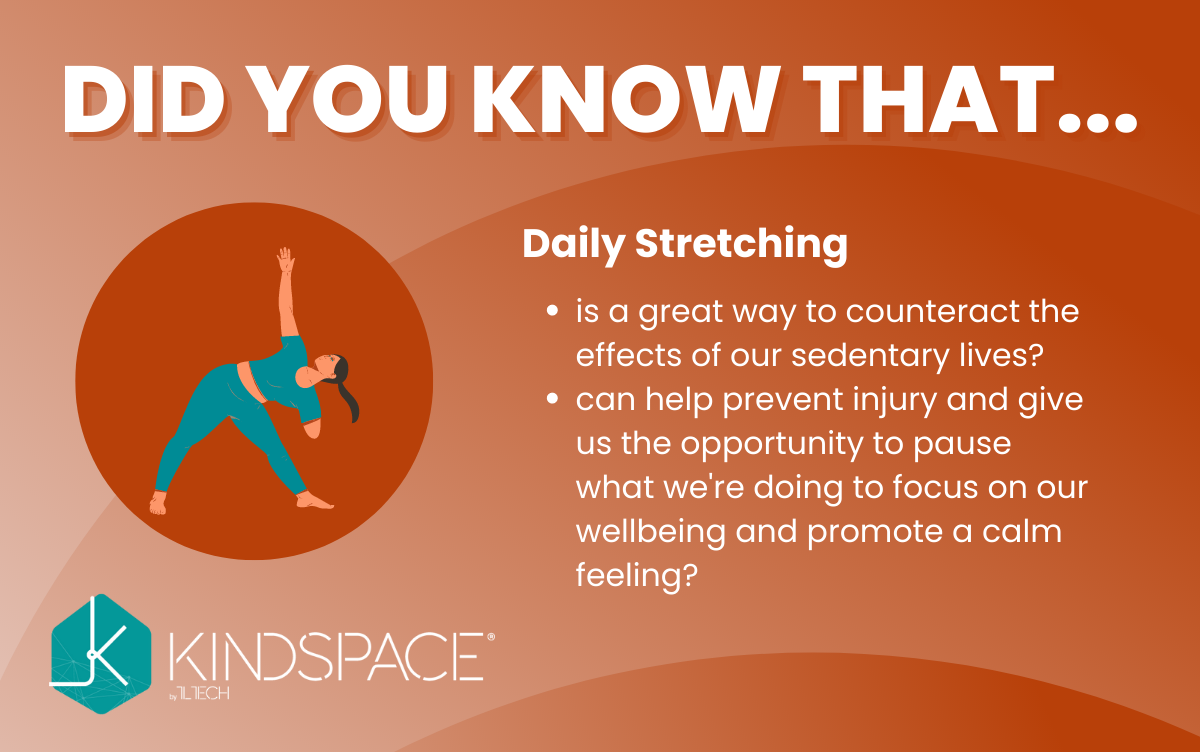 DID YOU KNOW THAT...
Daily Stretching
• is a great way to counteract the
effects of our sedentary lives?
• can help prevent injury and give
us the opportunity to pause
what we're doing to focus on our
wellbeing and promote a calm
feeling?
KINDSPACE®
by TLTECH